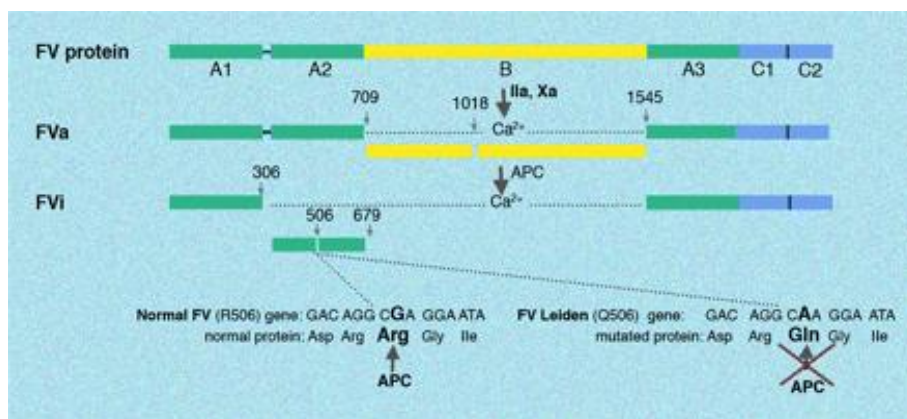 FV protein
A1 A2 B A3 C1 C2
IIa, Xa
709 1018 1545
FVa Ca²⁺
APC
306
FVi Ca²⁺
506 679
Normal FV (R506) gene: GAC AGG CGA GGA ATA
normal protein: Asp Arg Arg Gly Ile
APC
FV Leiden (Q506) gene: GAC AGG CAA GGA ATA
mutated protein: Asp Arg Gln Gly Ile
APC